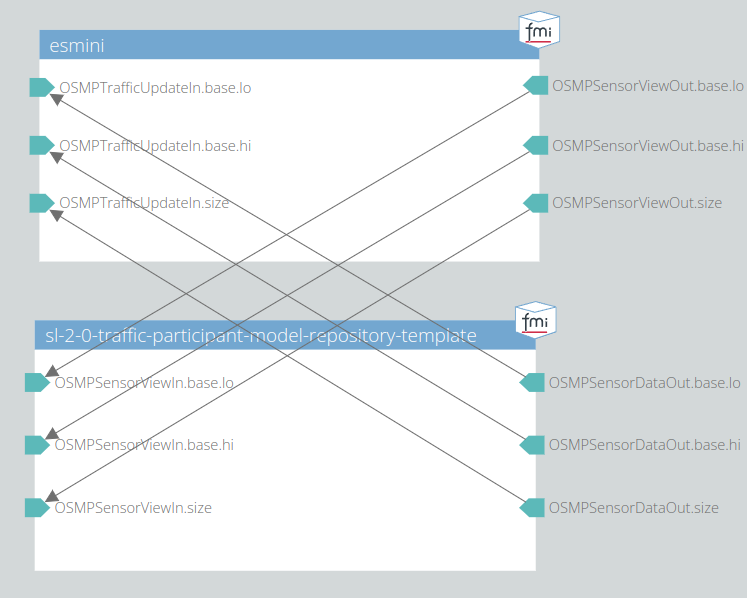 fmi
esmini
OSMPTrafficUpdateIn.base.lo
OSMPSensorViewOut.base.lo
OSMPTrafficUpdateIn.base.hi
OSMPSensorViewOut.base.hi
OSMPTrafficUpdateIn.size
OSMPSensorViewOut.size
fmi
sl-2-0-traffic-participant-model-repository-template
OSMPSensorViewIn.base.lo
OSMPSensorDataOut.base.lo
OSMPSensorViewIn.base.hi
OSMPSensorDataOut.base.hi
OSMPSensorViewIn.size
OSMPSensorDataOut.size